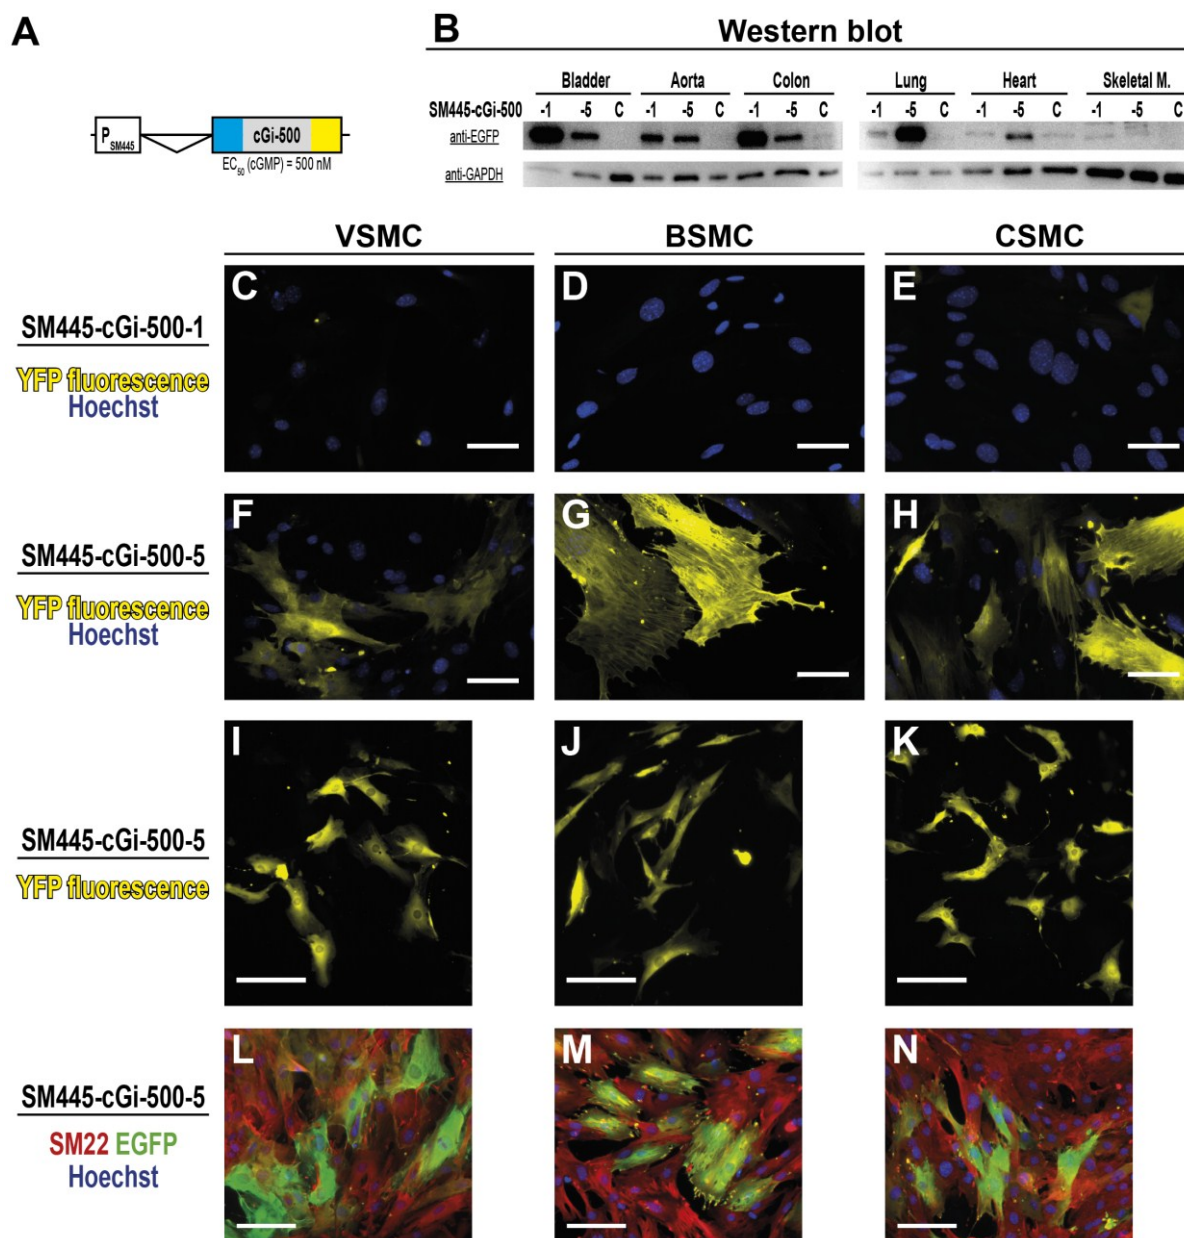 A
P SM445
cGi-500
EC50 (cGMP) = 500 nM
B
Western blot
Bladder Aorta Colon Lung Heart Skeletal M.
SM445-cGi-500 -1 -5 C -1 -5 C -1 -5 C -1 -5 C -1 -5 C -1 -5 C
anti-EGFP
anti-GAPDH
VSMC BSMC CSMC
C D E
SM445-cGi-500-1
YFP fluorescence
Hoechst
F G H
SM445-cGi-500-5
YFP fluorescence
Hoechst
I J K
SM445-cGi-500-5
YFP fluorescence
L M N
SM445-cGi-500-5
SM22 EGFP
Hoechst